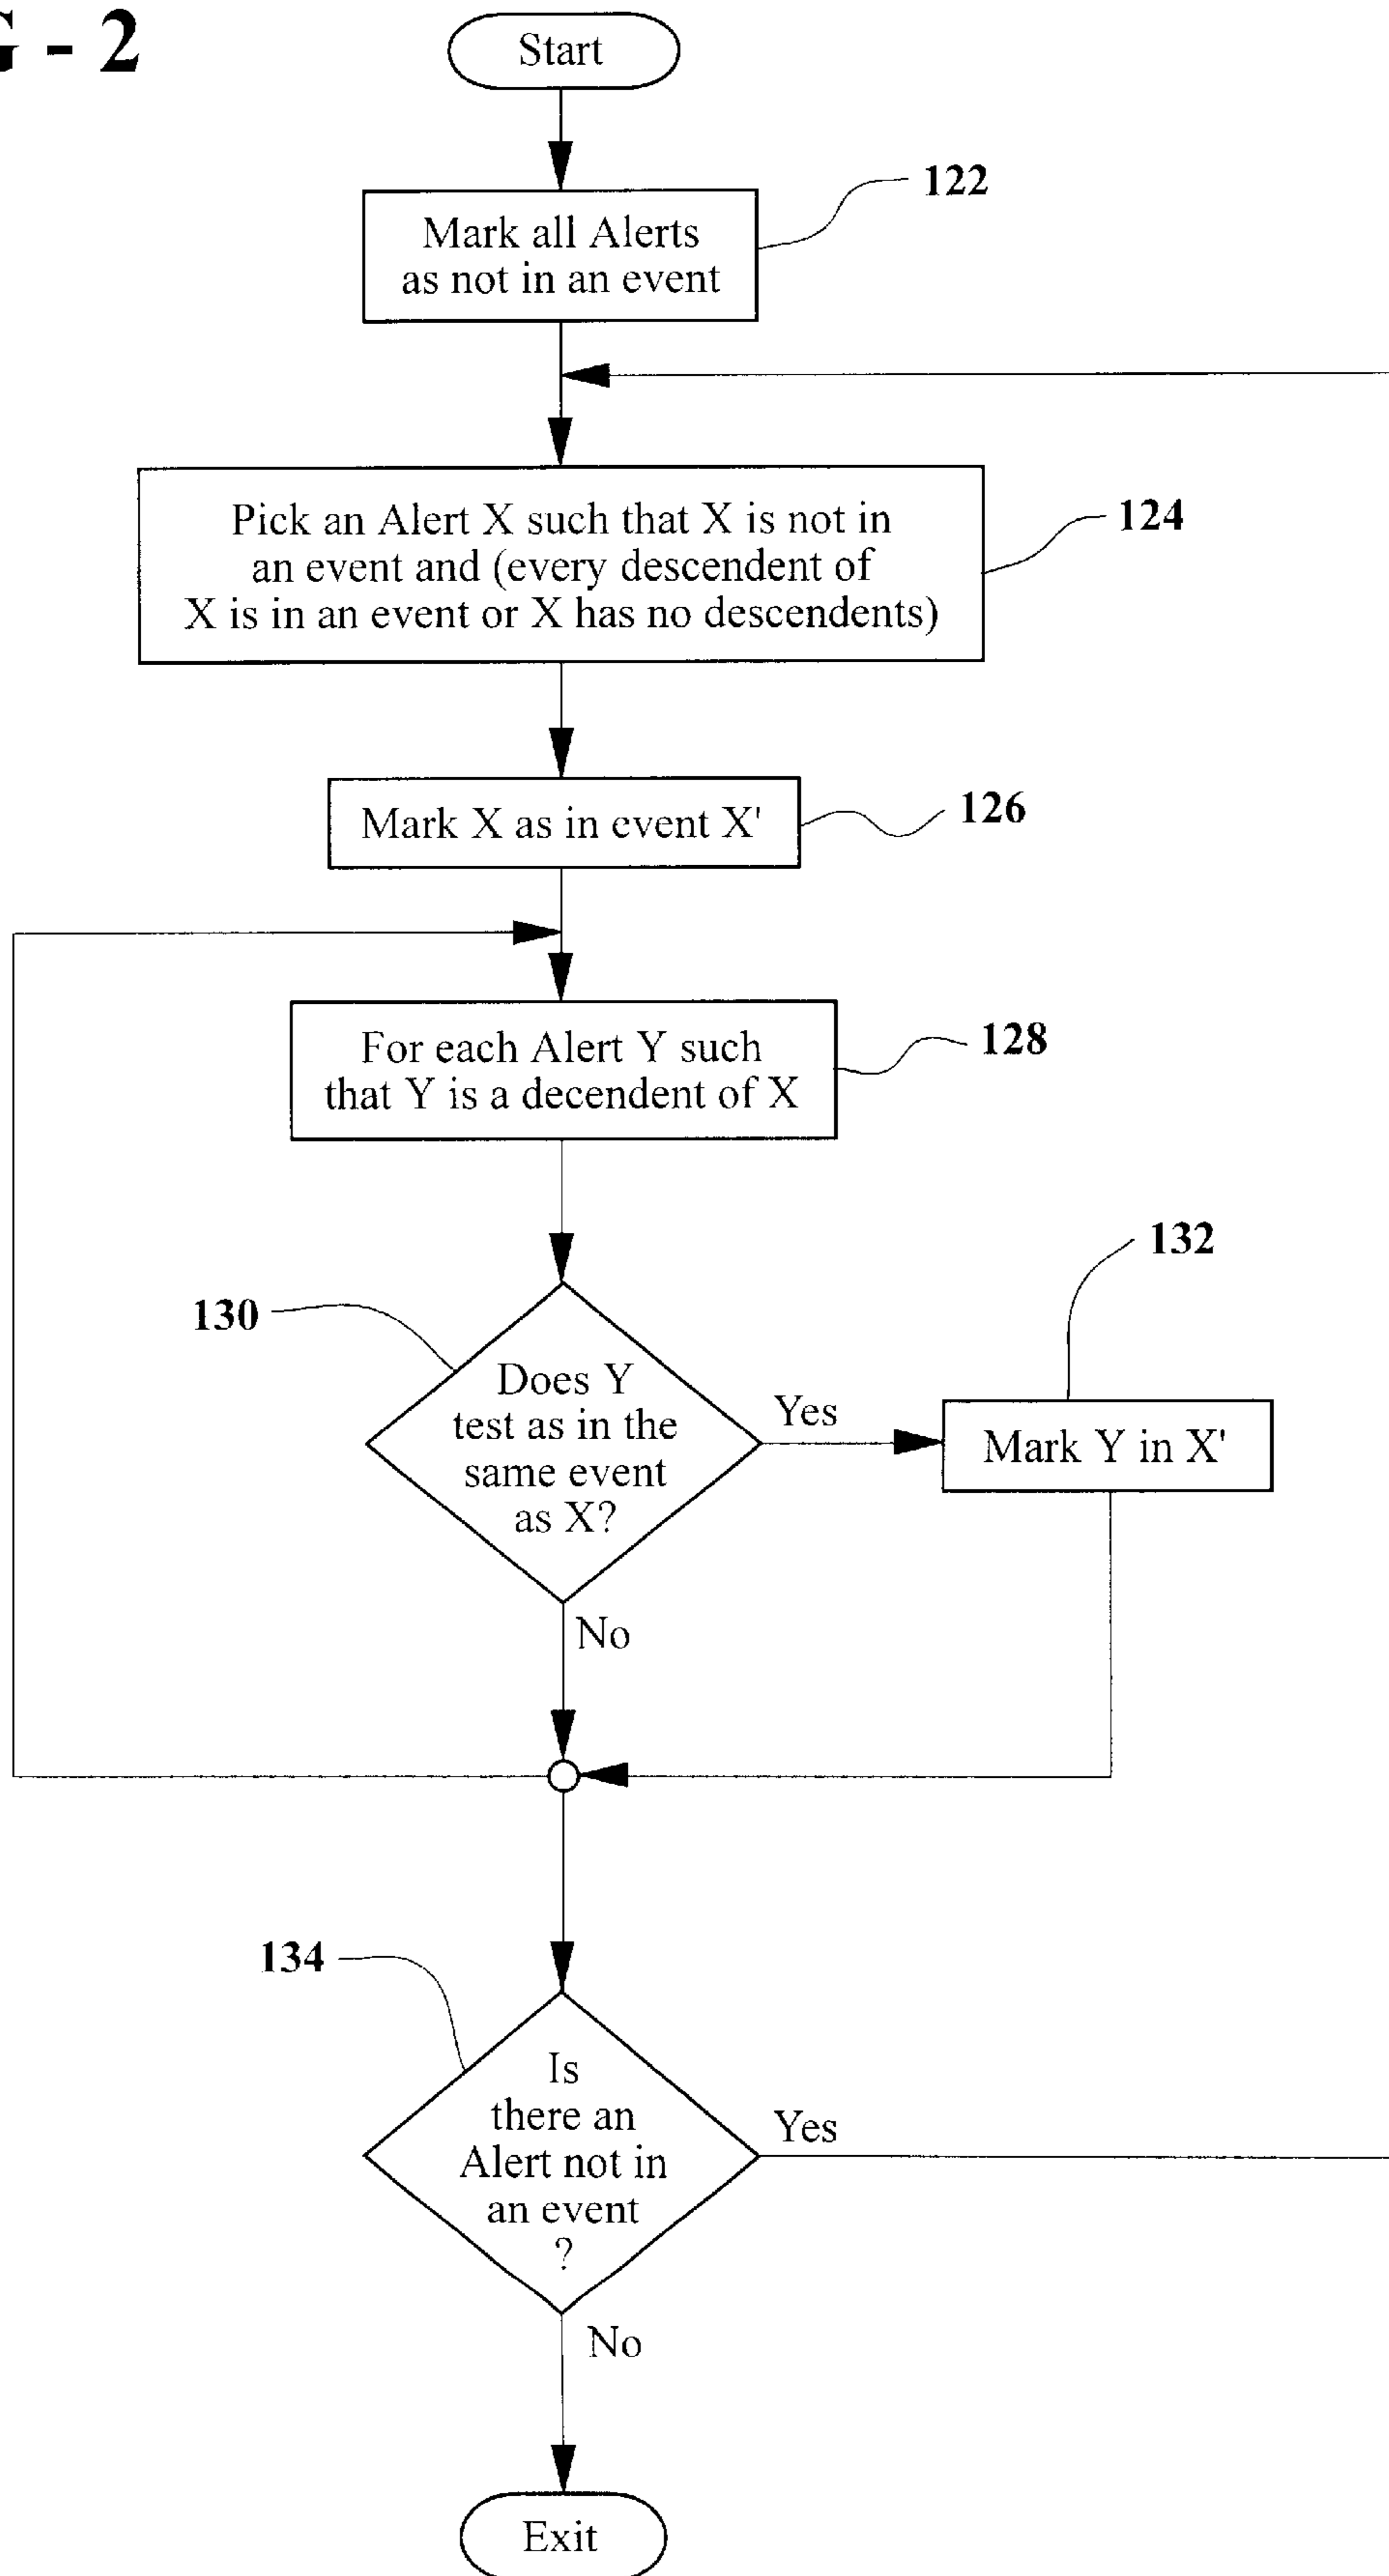 - 2
Start
122
Mark all Alerts
as not in an event
Pick an Alert X such that X is not in
an event and (every descendent of
X is in an event or X has no descendents)
124
Mark X as in event X'
126
For each Alert Y such
that Y is a decendent of X
128
130
Does Y
test as in the
same event
as X?
Yes
132
Mark Y in X'
No
134
Is
there an
Alert not in
an event
?
Yes
No
Exit